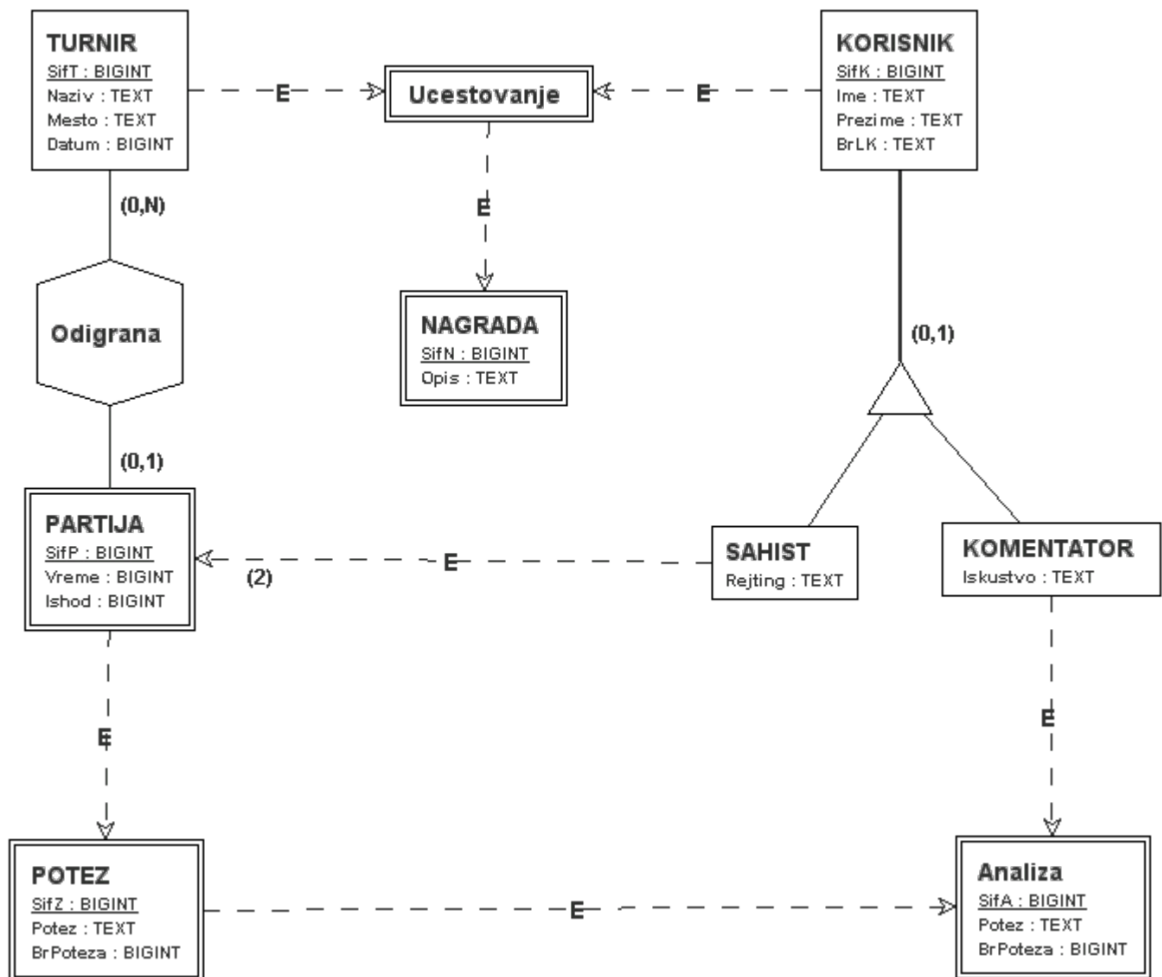 TURNIR
SifT : BIGINT
Naziv : TEXT
Mesto : TEXT
Datum : BIGINT
E
Ucestovanje
E
KORISNIK
SifK : BIGINT
Ime : TEXT
Prezime : TEXT
BrLK : TEXT
(0,N)
E
Odigrana
NAGRADA
SifN : BIGINT
Opis : TEXT
(0,1)
(0,1)
PARTIJA
SifP : BIGINT
Vreme : BIGINT
Ishod : BIGINT
(2)
E
SAHIST
Rejting : TEXT
KOMENTATOR
Iskustvo : TEXT
E
E
POTEZ
SifZ : BIGINT
Potez : TEXT
BrPoteza : BIGINT
E
Analiza
SifA : BIGINT
Potez : TEXT
BrPoteza : BIGINT